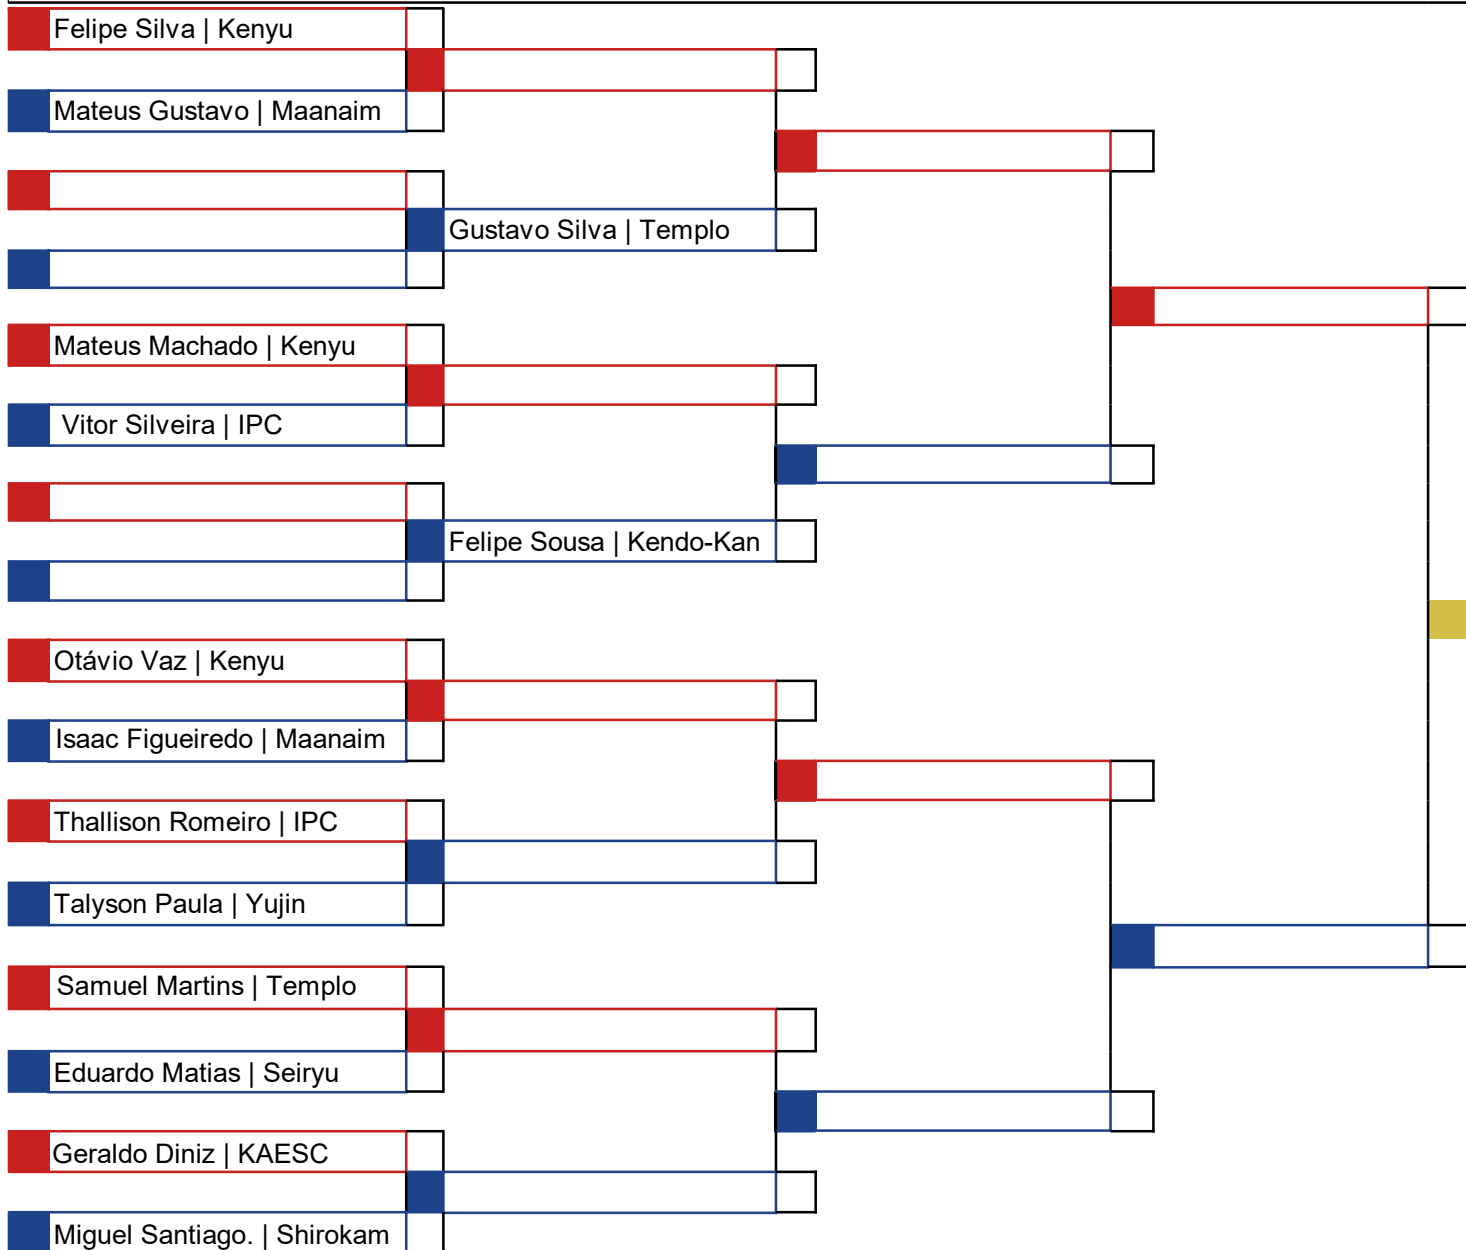 Felipe Silva | Kenyu
Mateus Gustavo | Maanaim
Gustavo Silva | Templo
Mateus Machado | Kenyu
Vitor Silveira | IPC
Felipe Sousa | Kendo-Kan
Otávio Vaz | Kenyu
Isaac Figueiredo | Maanaim
Thallison Romeiro | IPC
Talyson Paula | Yujin
Samuel Martins | Templo
Eduardo Matias | Seiryu
Geraldo Diniz | KAESC
Miguel Santiago. | Shirokam